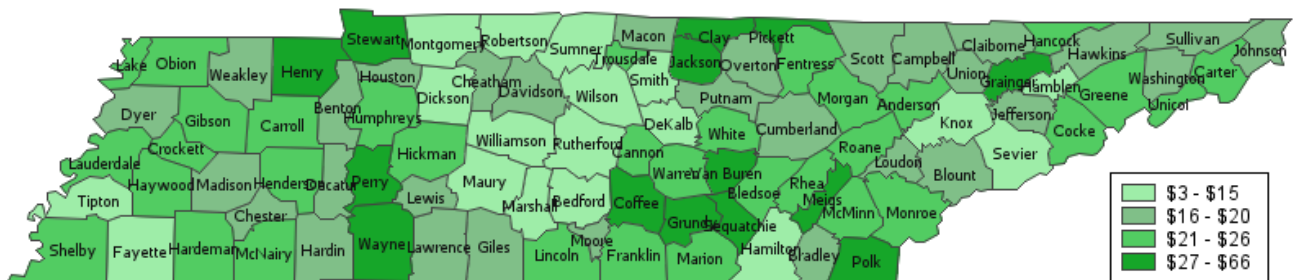 Stewart
Montgomery
Robertson
Sumner
Macon
Clay
Pickett
Claiborne
Hancock
Sullivan
Johnson
Lake
Obion
Weakley
Henry
Houston
Cheatham
Davidson
Trousdale
Smith
Jackson
Overton
Fentress
Scott
Campbell
Union
Grainger
Hawkins
Hamblen
Greene
Washington
Carter
Unicoi
Dyer
Gibson
Carroll
Benton
Humphreys
Dickson
Wilson
Putnam
Morgan
Anderson
Knox
Jefferson
Cocke
Lauderdale
Crockett
Haywood
Madison
Henderson
Decatur
Perry
Hickman
Williamson
Rutherford
DeKalb
Cannon
White
Cumberland
Roane
Loudon
Blount
Sevier
Tipton
Chester
Lewis
Maury
Marshall
Bedford
Coffee
Warren
Van Buren
Bledsoe
Rhea
Meigs
McMinn
Monroe
Shelby
Fayette
Hardeman
McNairy
Hardin
Wayne
Lawrence
Giles
Lincoln
Moore
Franklin
Grundy
Sequatchie
Marion
Hamilton
Bradley
Polk
$3 - $15
$16 - $20
$21 - $26
$27 - $66